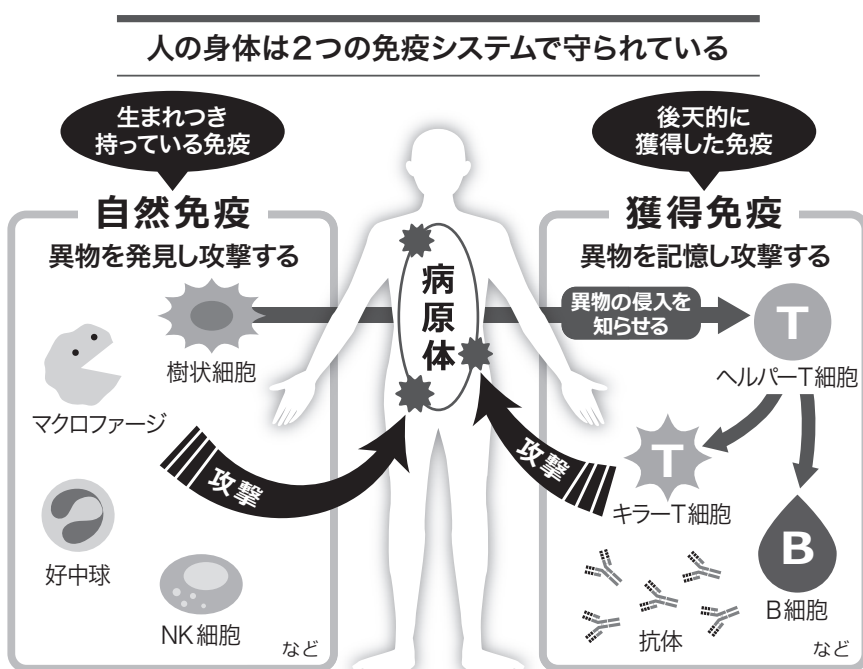 人の身体は2つの免疫システムで守られている
生まれつき
持っている免疫
自然免疫
異物を発見し攻撃する
樹状細胞
マクロファージ
攻撃
好中球
NK細胞
など
病原体
後天的に
獲得した免疫
獲得免疫
異物を記憶し攻撃する
異物の侵入を
知らせる
T
ヘルパーT細胞
攻撃
T
キラーT細胞
B
B細胞
抗体
など